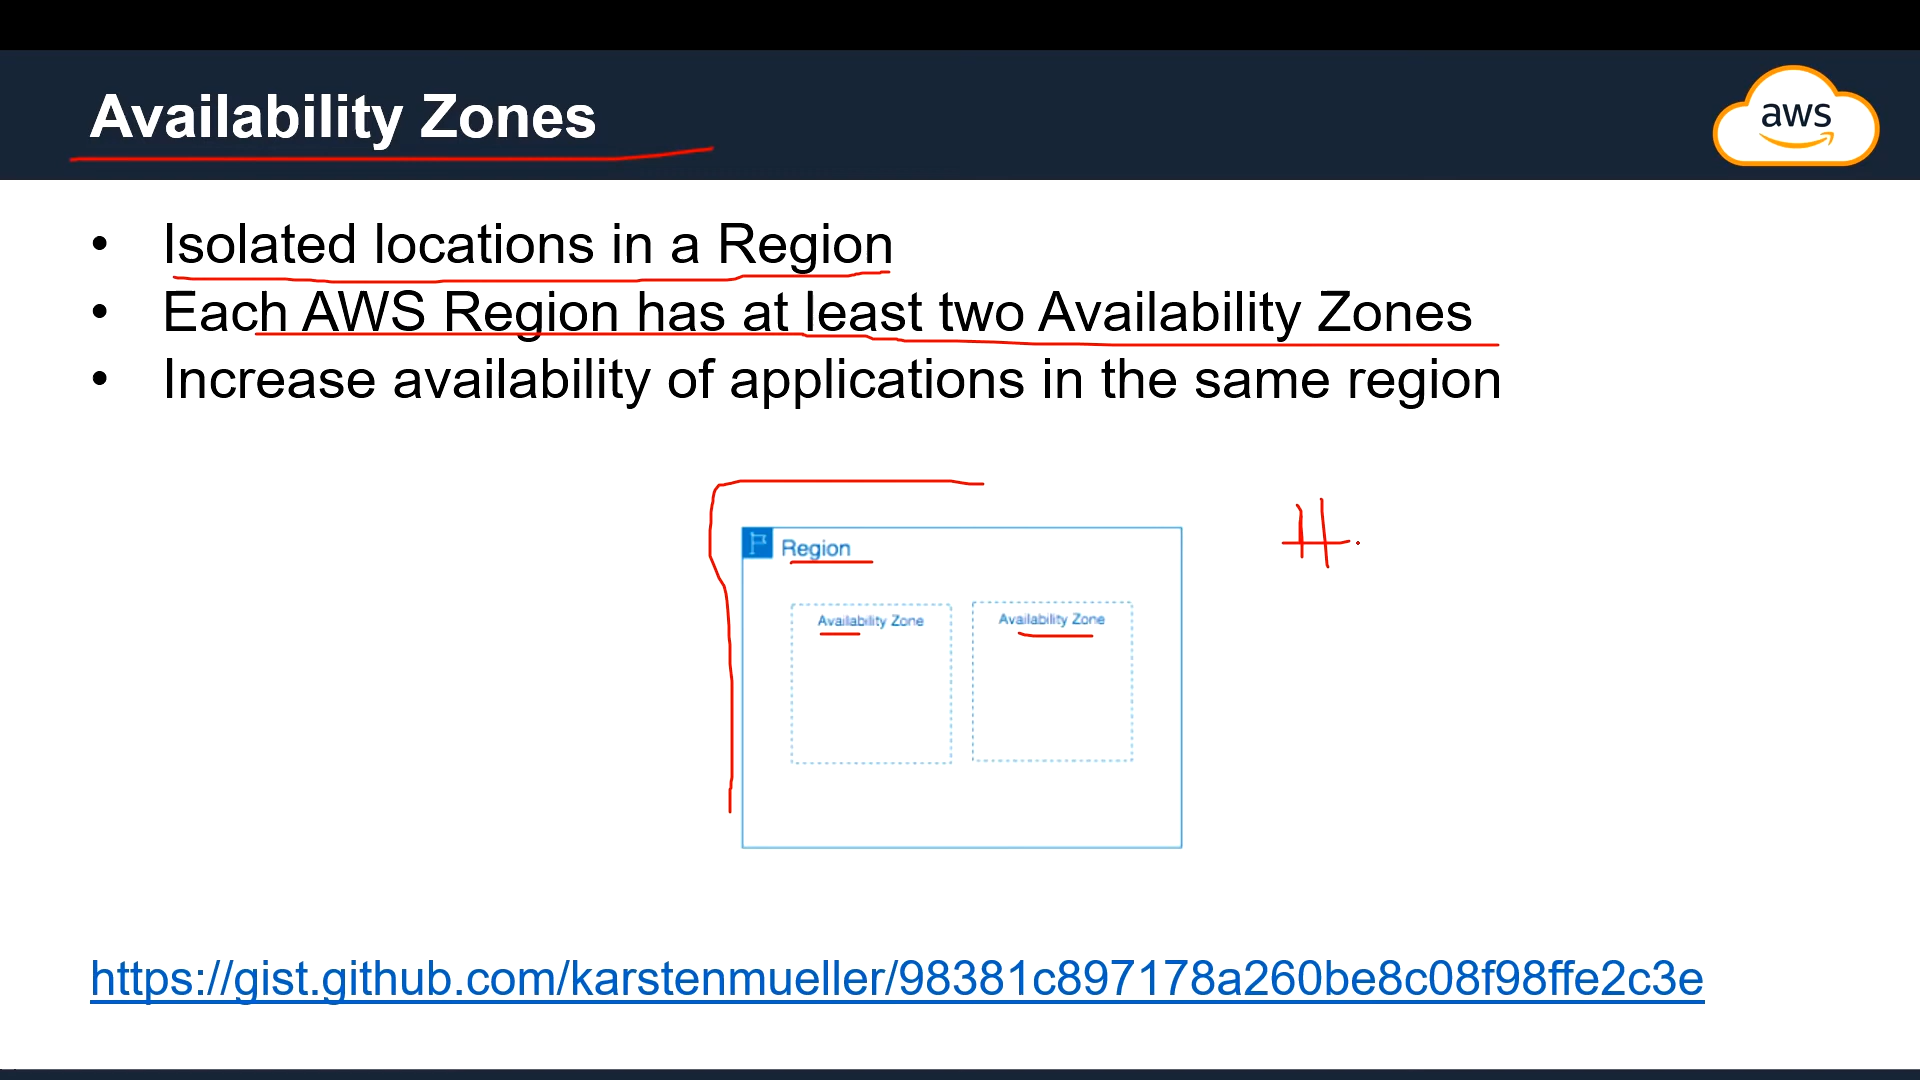 Availability Zones
aws
• Isolated locations in a Region
• Each AWS Region has at least two Availability Zones
• Increase availability of applications in the same region
Region
Availability Zone
Availability Zone
H.
https://gist.github.com/karstenmueller/98381c897178a260be8c08f98ffe2c3e